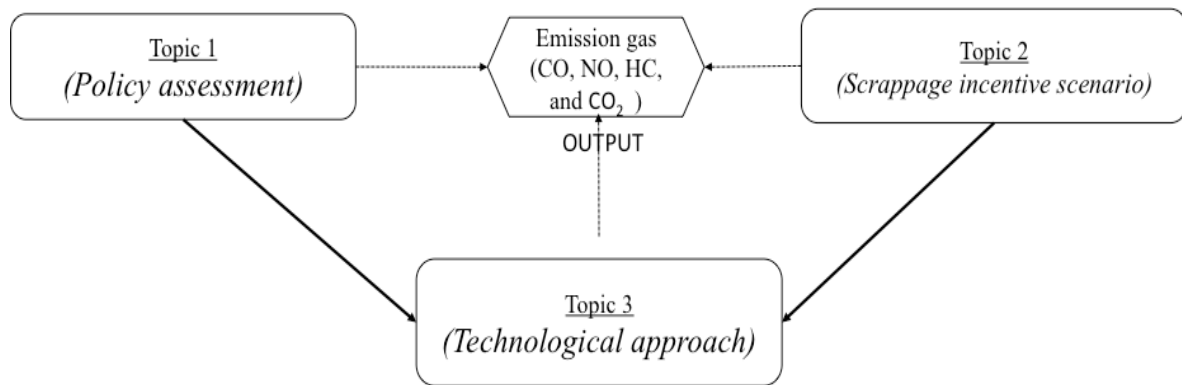 Topic 1
(Policy assessment)
Emission gas
(CO, NO, HC,
and CO₂ )
OUTPUT
Topic 2
(Scrappage incentive scenario)
Topic 3
(Technological approach)